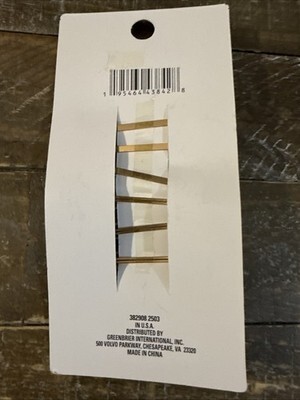 1 95464 43842 8
382908 2503
IN U.S.A.
DISTRIBUTED BY
GREENBRIER INTERNATIONAL, INC.
500 VOLVO PARKWAY, CHESAPEAKE, VA 23320
MADE IN CHINA